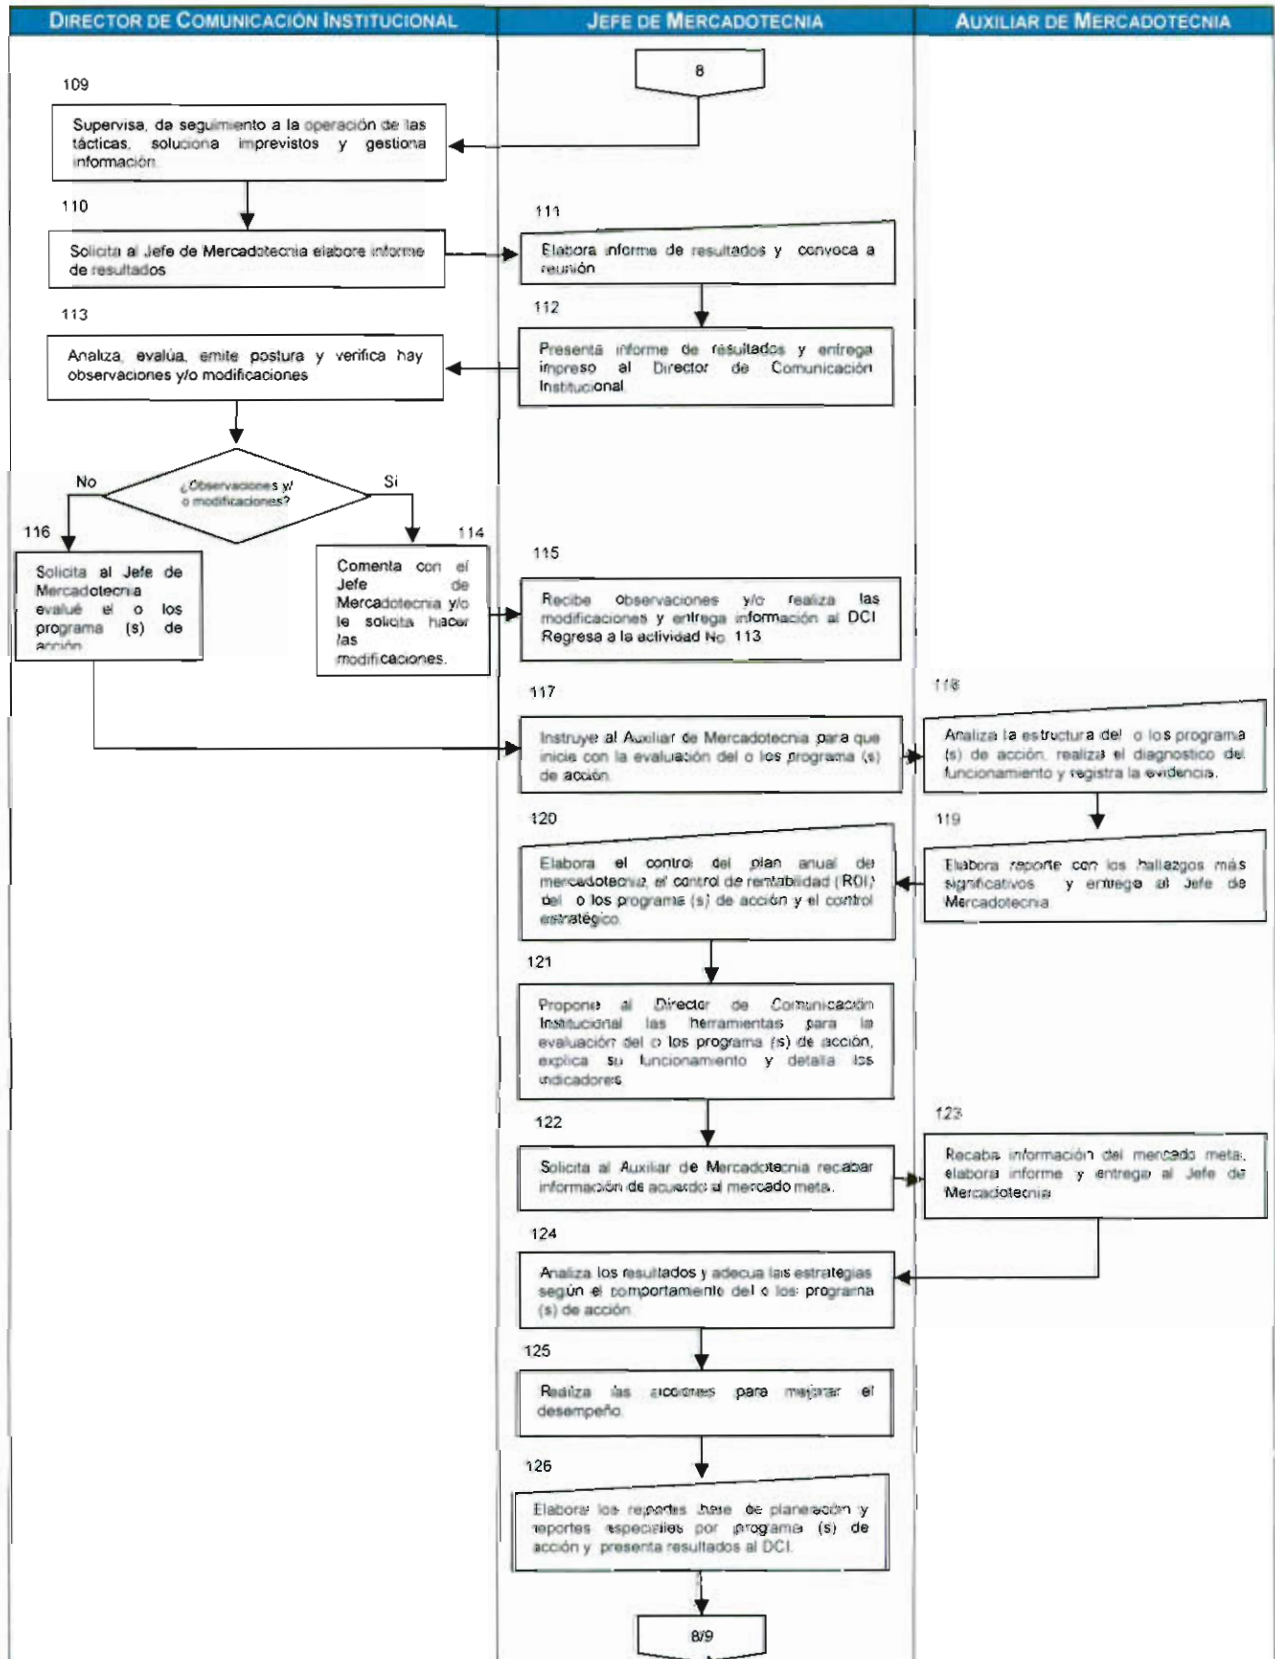 DIRECTOR DE COMUNICACIÓN INSTITUCIONAL
JEFE DE MERCADOTECNIA
AUXILIAR DE MERCADOTECNIA
8
109
Supervisa, da seguimiento a la operación de las
tácticas, soluciona imprevistos y gestiona
información.
110
Solicita al Jefe de Mercadotecnia elabore informe
de resultados
111
Elabora informe de resultados y convoca a
reunión
112
Presenta informe de resultados y entrega
impreso al Director de Comunicación
Institucional
113
Analiza, evalúa, emite postura y verifica hay
observaciones y/o modificaciones
¿Observaciones y/
o modificaciones?
No
Si
116
Solicita al Jefe de
Mercadotecnia
evalué el o los
programa (s) de
acción
114
Comenta con el
Jefe de
Mercadotecnia y/o
le solicita hacer
las
modificaciones.
115
Recibe observaciones y/o realiza las
modificaciones y entrega información al DCI
Regresa a la actividad No 113
117
Instruye al Auxiliar de Mercadotecnia para que
inicie con la evaluación del o los programa (s)
de acción.
118
Analiza la estructura del o los programa
(s) de acción, realiza el diagnostico del
funcionamiento y registra la evidencia.
119
Elabora reporte con los hallazgos más
significativos y entrega al Jefe de
Mercadotecnia
120
Elabora el control del plan anual de
mercadotecnia, el control de rentabilidad (ROI)
del o los programa (s) de acción y el control
estratégico.
121
Propone al Director de Comunicación
Institucional las herramientas para la
evaluación del o los programa (s) de acción,
explica su funcionamiento y detalla los
indicadores
122
Solicita al Auxiliar de Mercadotecnia recabar
información de acuerdo al mercado meta.
123
Recaba información del mercado meta,
elabora informe y entrega al Jefe de
Mercadotecnia
124
Analiza los resultados y adecua las estrategias
según el comportamiento del o los programa
(s) de acción
125
Realiza las acciones para mejorar el
desempeño.
126
Elabora los reportes base de planeación y
reportes especiales por programa (s) de
acción y presenta resultados al DCI.
8/9